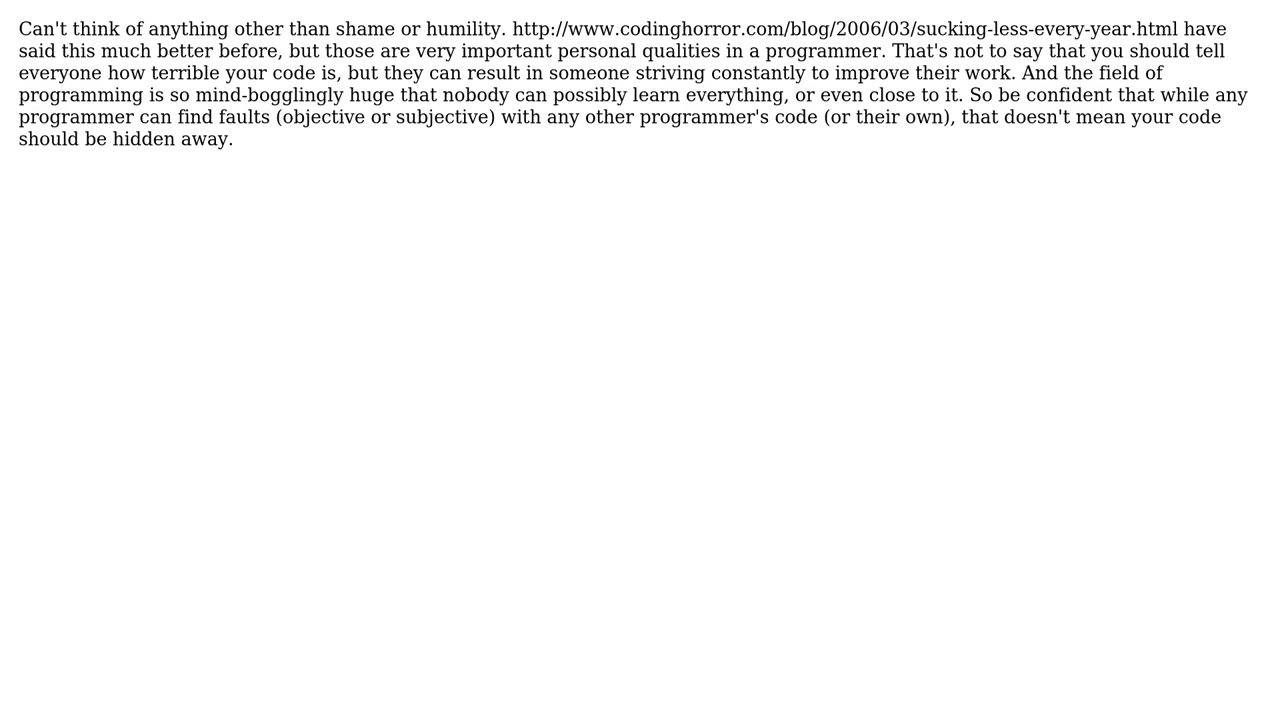 Can't think of anything other than shame or humility. http://www.codinghorror.com/blog/2006/03/sucking-less-every-year.html have
said this much better before, but those are very important personal qualities in a programmer. That's not to say that you should tell
everyone how terrible your code is, but they can result in someone striving constantly to improve their work. And the field of
programming is so mind-bogglingly huge that nobody can possibly learn everything, or even close to it. So be confident that while any
programmer can find faults (objective or subjective) with any other programmer's code (or their own), that doesn't mean your code
should be hidden away.